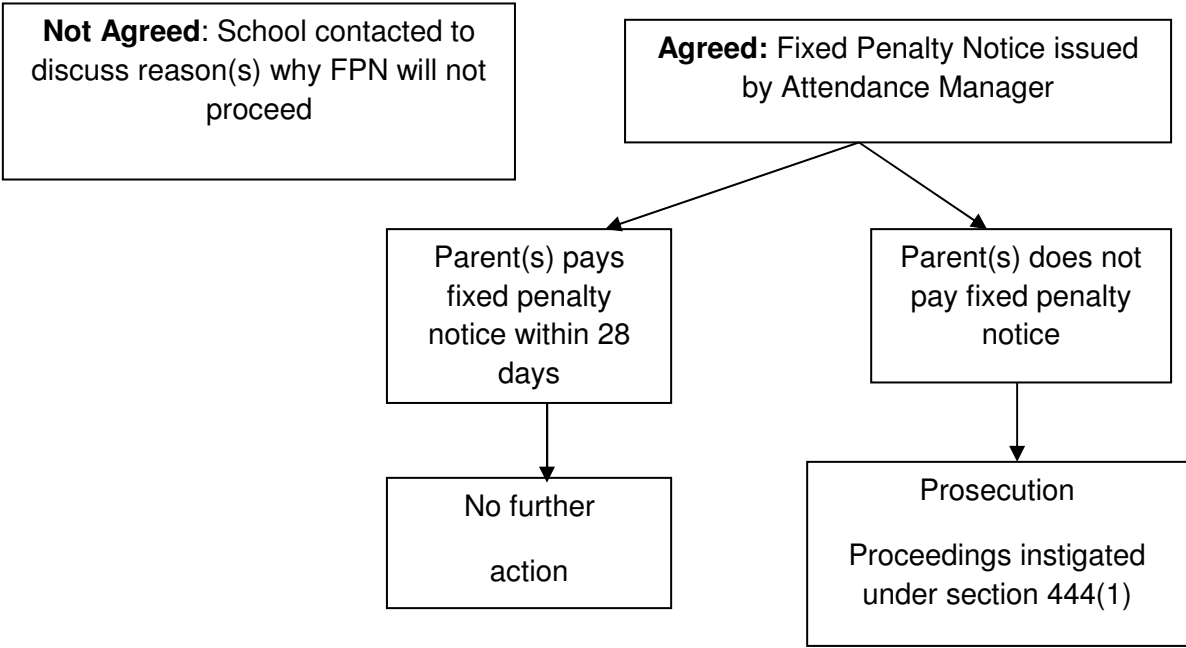 Not Agreed: School contacted to
discuss reason(s) why FPN will not
proceed
Agreed: Fixed Penalty Notice issued
by Attendance Manager
Parent(s) pays
fixed penalty
notice within 28
days
Parent(s) does not
pay fixed penalty
notice
No further
action
Prosecution
Proceedings instigated
under section 444(1)